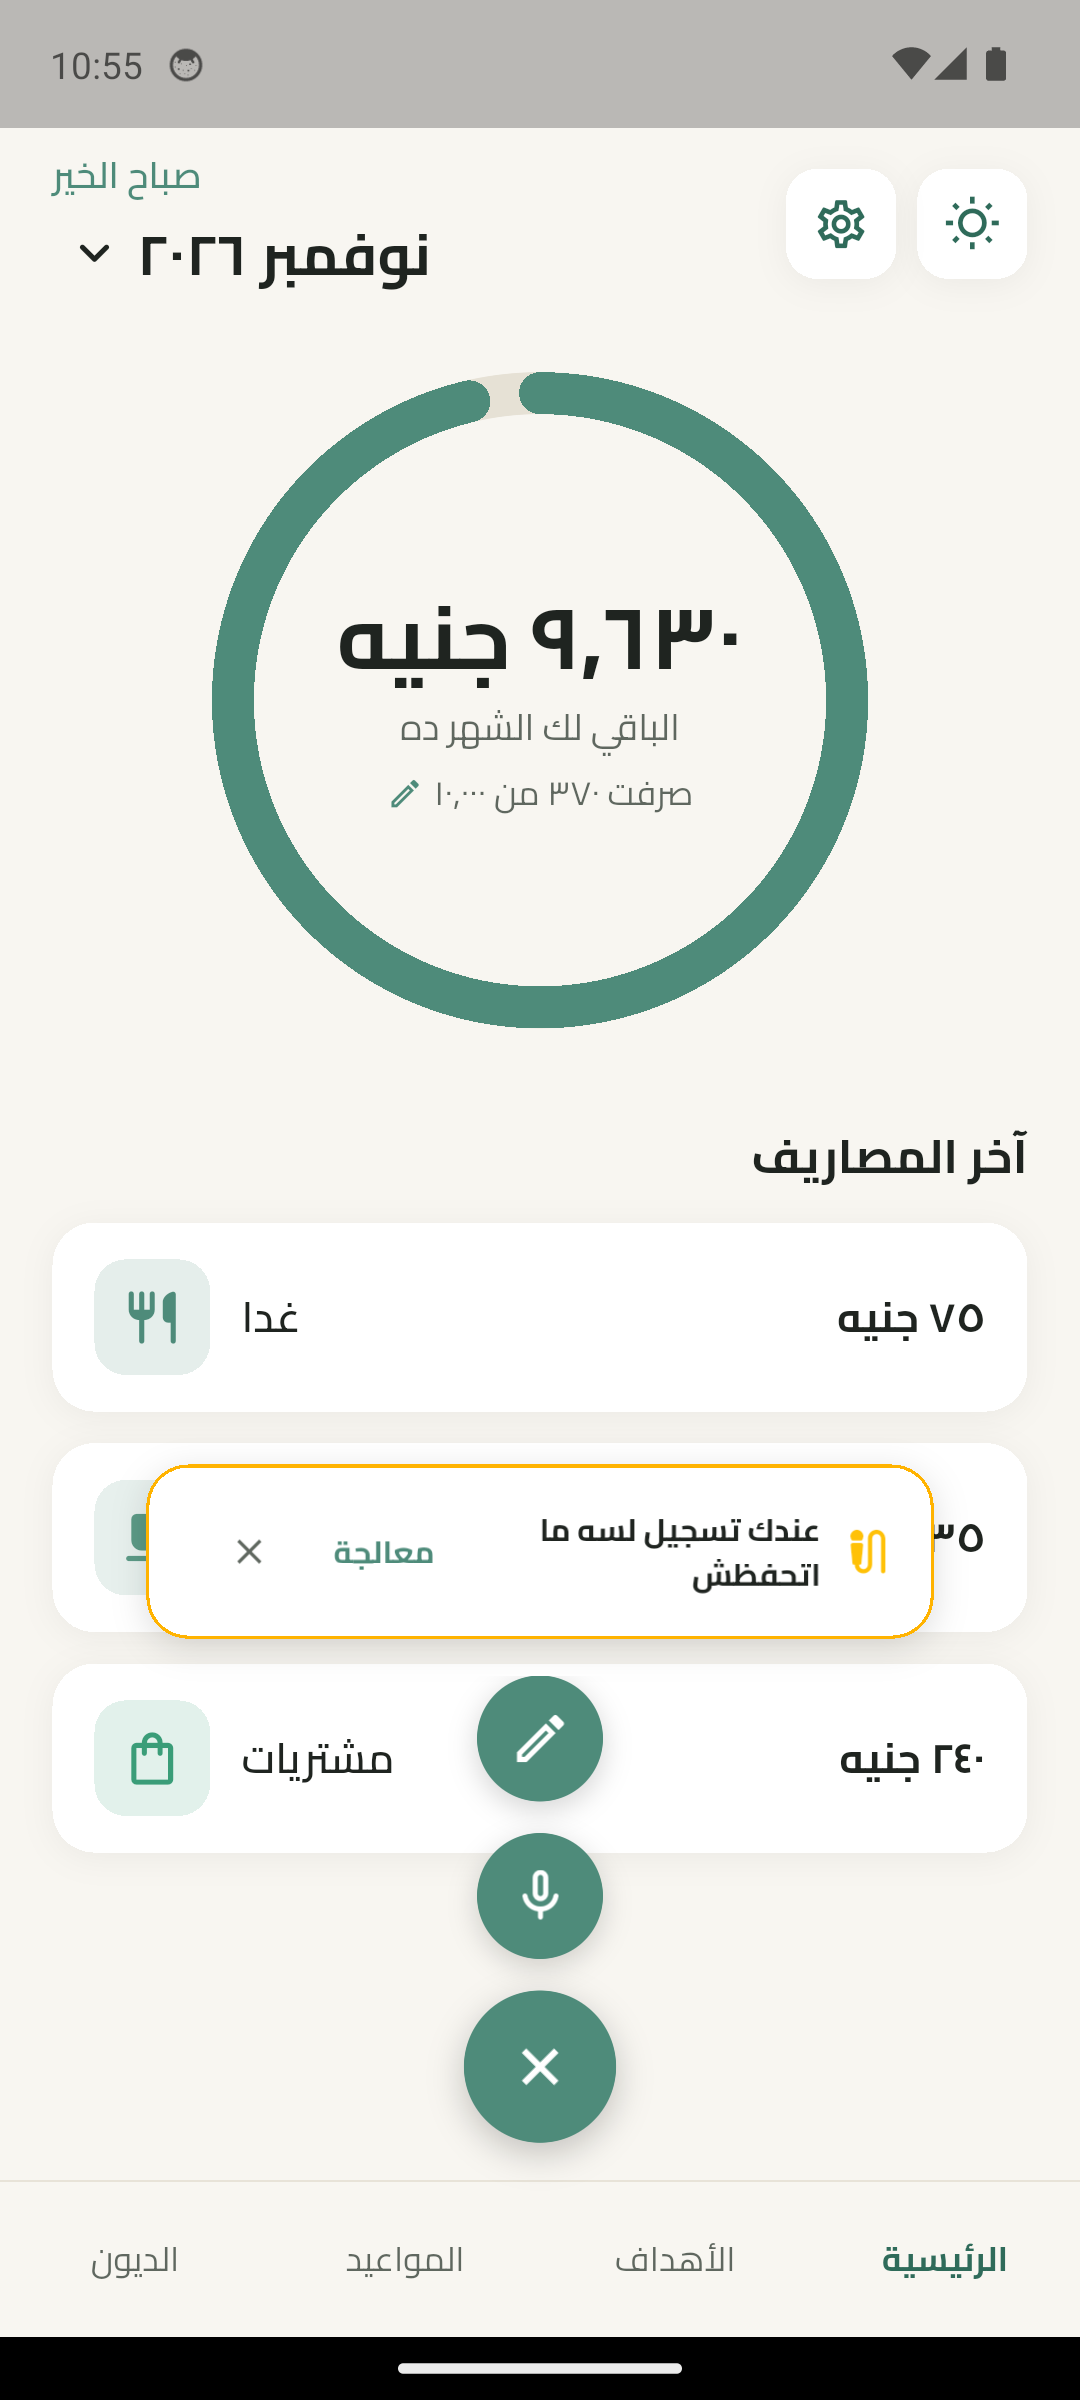 10:55
صباح الخير
نوفمبر ٢٠٢٦
٩,٦٣٠ جنيه
الباقي لك الشهر ده
صرفت ٣٧٠ من ١٠,٠٠٠
آخر المصاريف
٧٥ جنيه
غدا
٣٥
عندك تسجيل لسه ما
اتحفظش
معالجة
٢٤٠ جنيه
مشتريات
الرئيسية
الأهداف
المواعيد
الديون